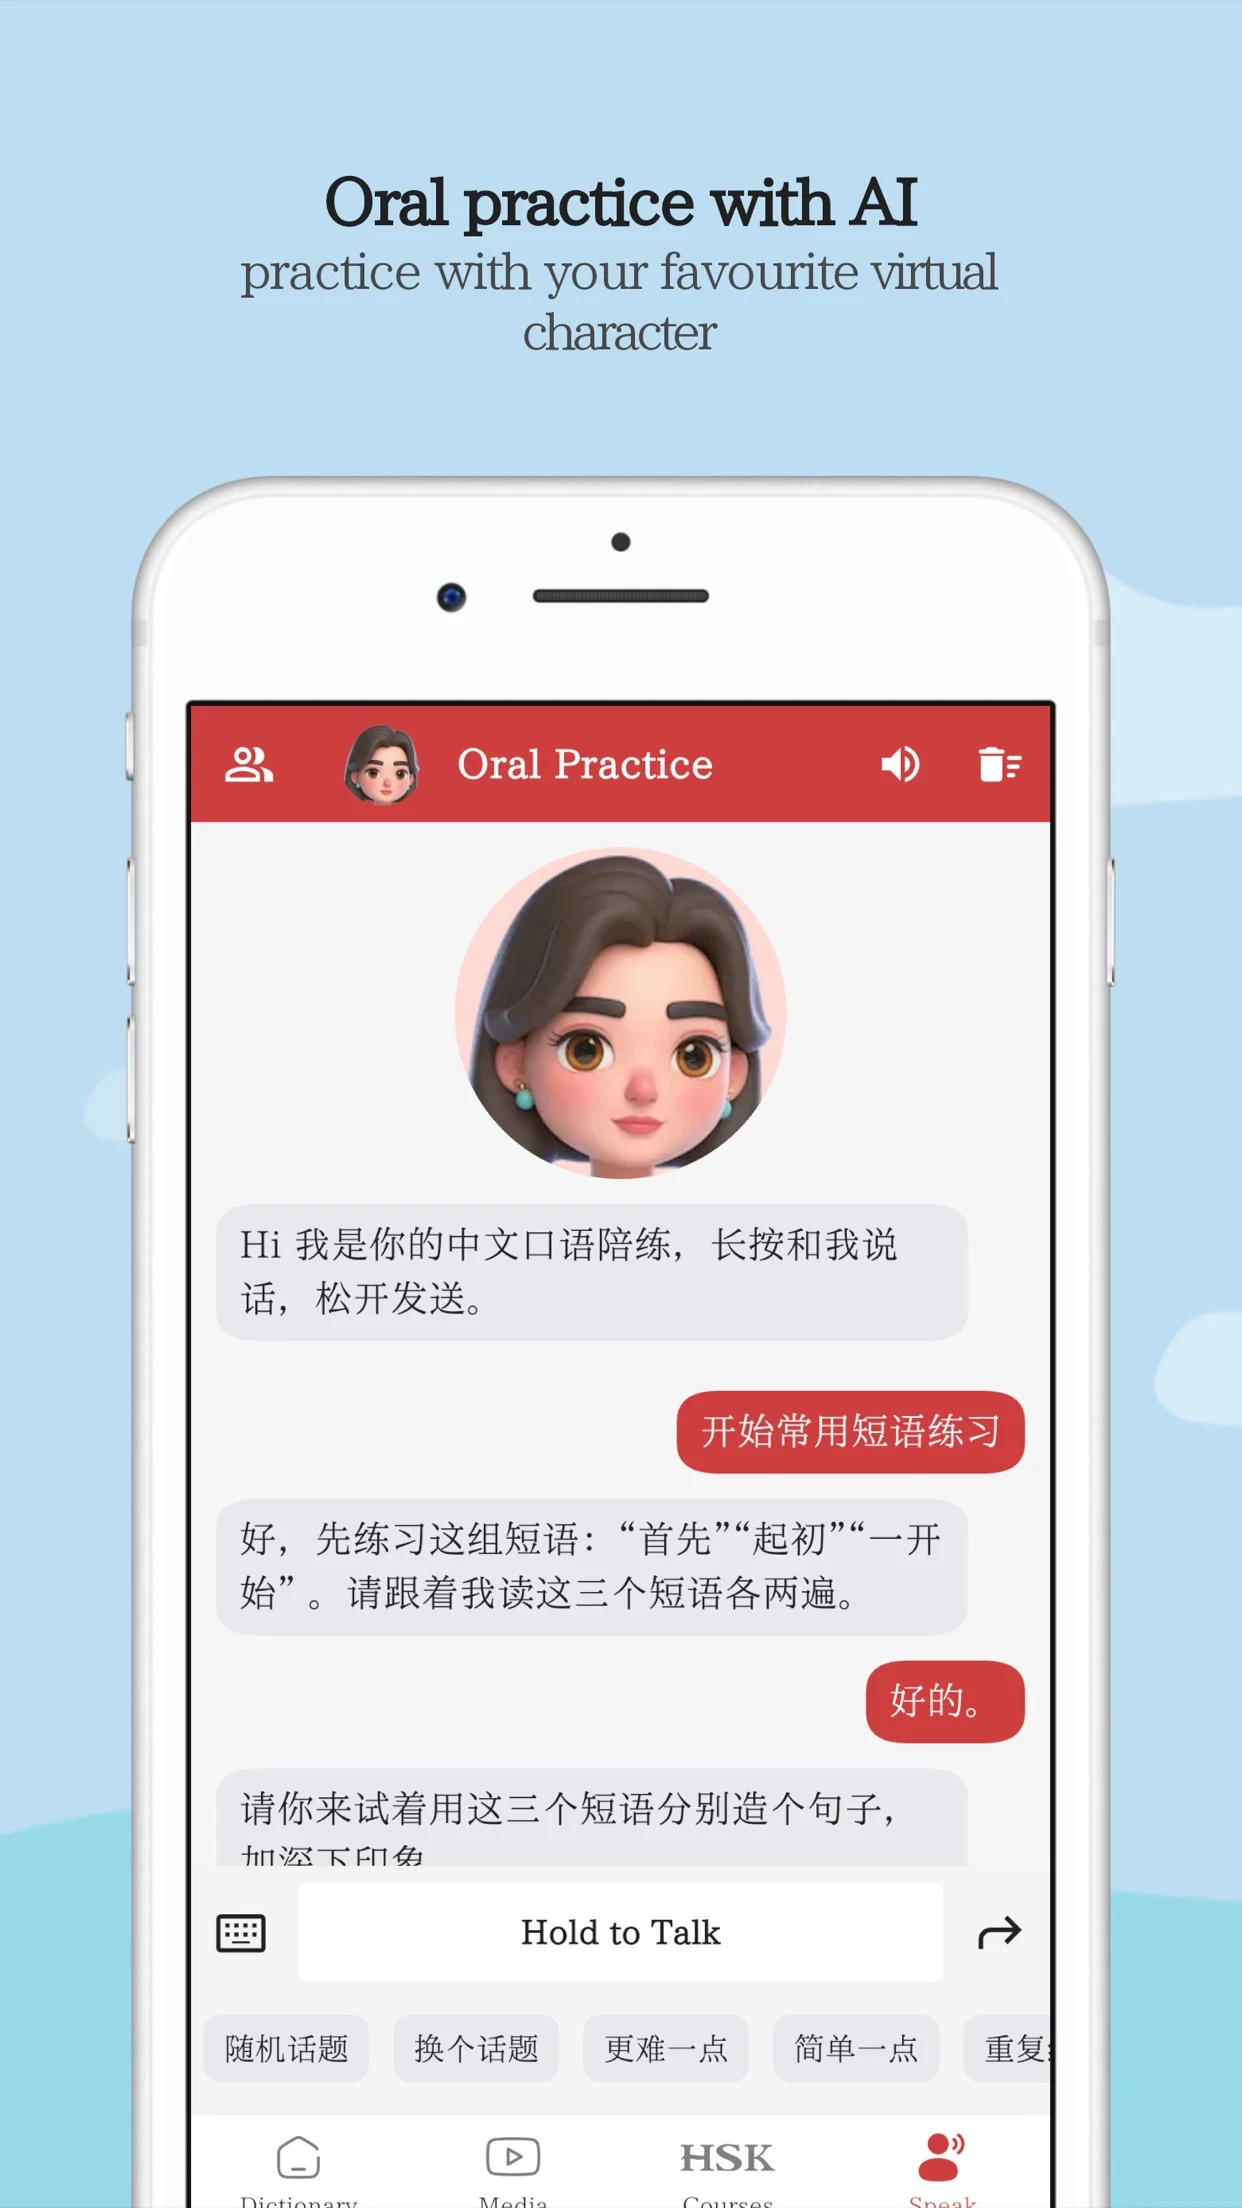 Oral practice with AI
practice with your favourite virtual
character
Oral Practice
Hi 我是你的中文口语陪练，长按和我说
话，松开发送。
开始常用短语练习
好，先练习这组短语：“首先”“起初”“一开
始”。请跟着我读这三个短语各两遍。
好的。
请你来试着用这三个短语分别造个句子，
加深下印象
Hold to Talk
随机话题
换个话题
更难一点
简单一点
重复
HSK
Dictionary
Media
Courses
Speak